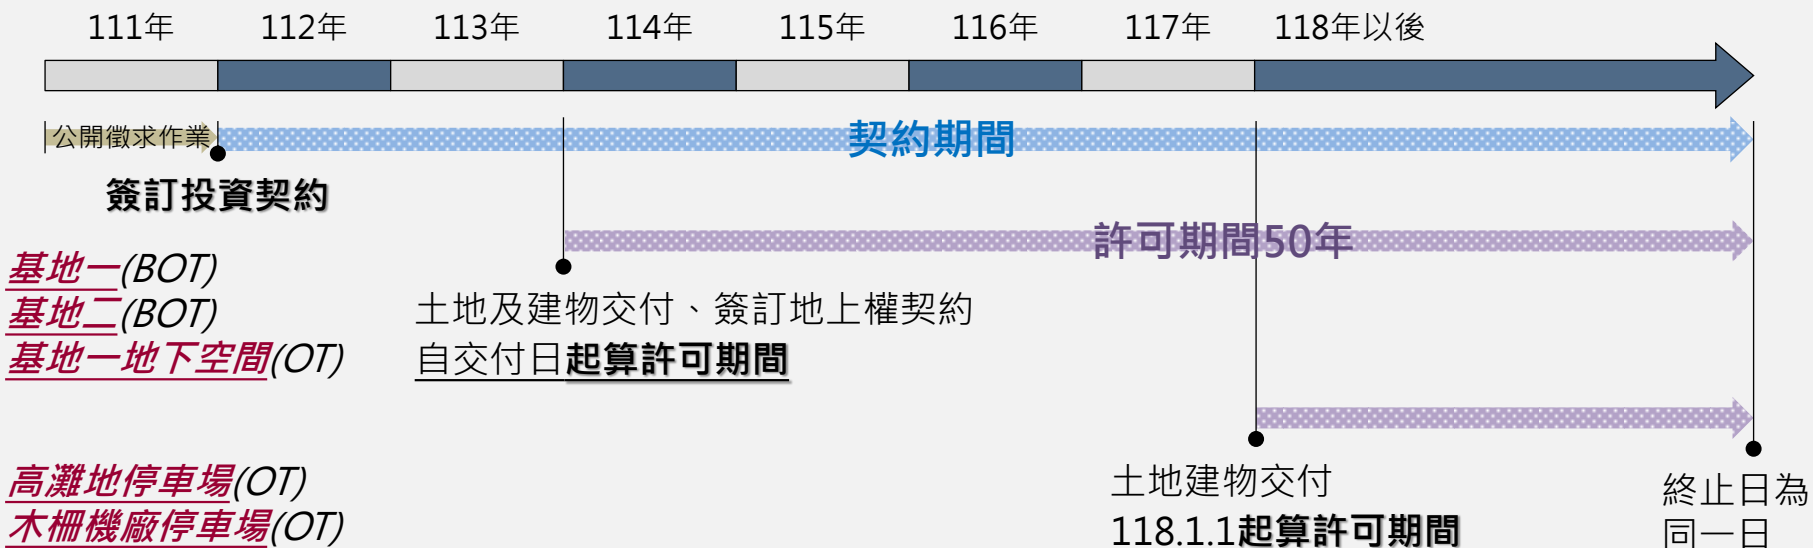 111年 112年 113年 114年 115年 116年 117年 118年以後
公開徵求作業
契約期間
簽訂投資契約
許可期間50年
基地一(BOT)
基地二(BOT)
基地一地下空間(OT)
土地及建物交付、簽訂地上權契約
自交付日起算許可期間
高灘地停車場(OT)
木柵機廠停車場(OT)
土地建物交付
118.1.1起算許可期間
終止日為
同一日